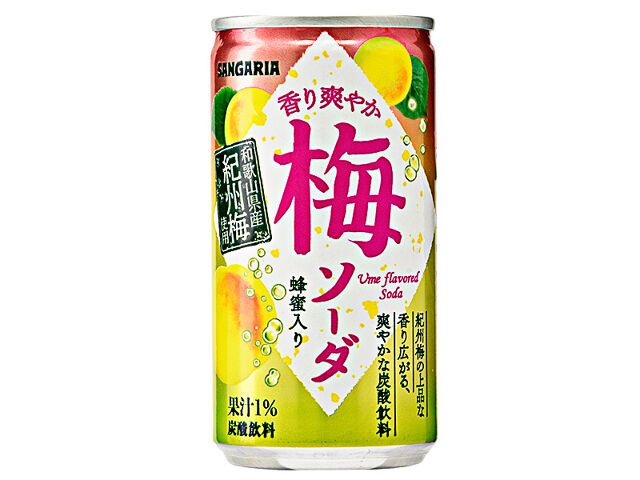 SANGARIA
香り爽やか
梅ソーダ
和歌山県産
紀州梅
使用
Ume flavored
Soda
蜂蜜入り
紀州梅の上品な
香り広がる、
爽やかな炭酸飲料
果汁1%
炭酸飲料